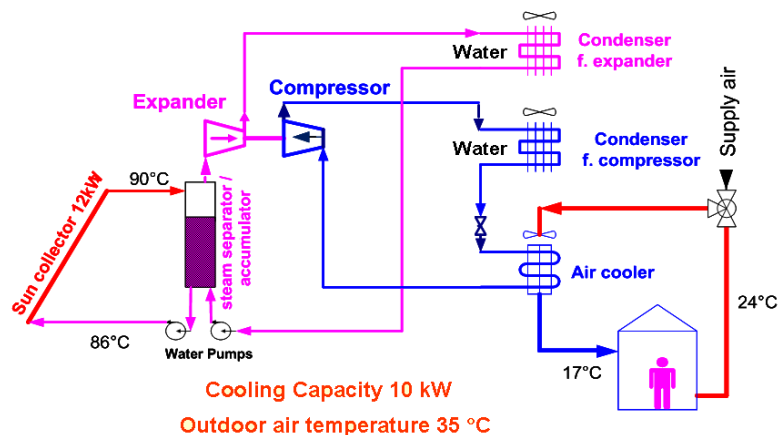 Water
Condenser
f. expander
Expander
Compressor
Supply air
Water
Condenser
f. compressor
Sun collector 12kW
90°C
steam separator /
accumulator
Air cooler
24°C
86°C
Water Pumps
17°C
Cooling Capacity 10 kW
Outdoor air temperature 35 °C